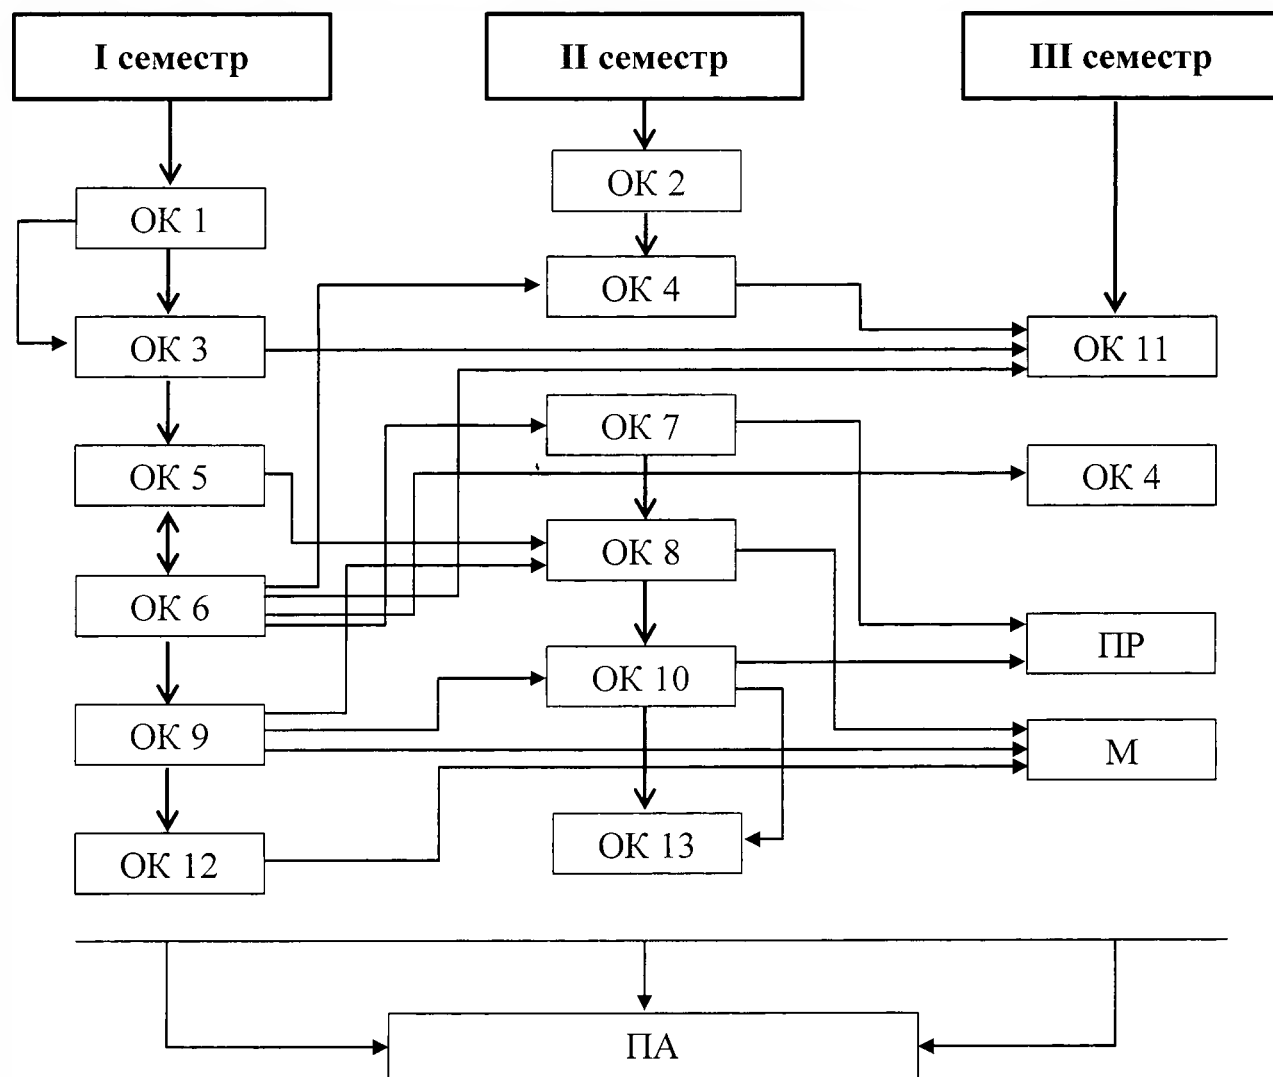 I семестр
II семестр
III семестр
ОК 2
ОК 1
ОК 4
ОК 3
ОК 11
ОК 7
ОК 5
ОК 4
ОК 8
ОК 6
ПР
ОК 10
ОК 9
М
ОК 13
ОК 12
ПА